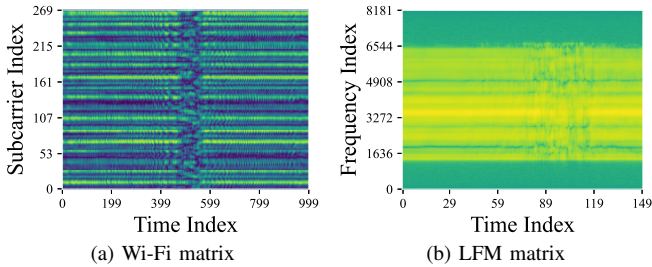 269
215
161
107
53
0
Subcarrier Index
0 199 399 599 799 999
Time Index
(a) Wi-Fi matrix
8181
6544
4908
3272
1636
0
Frequency Index
0 29 59 89 119 149
Time Index
(b) LFM matrix